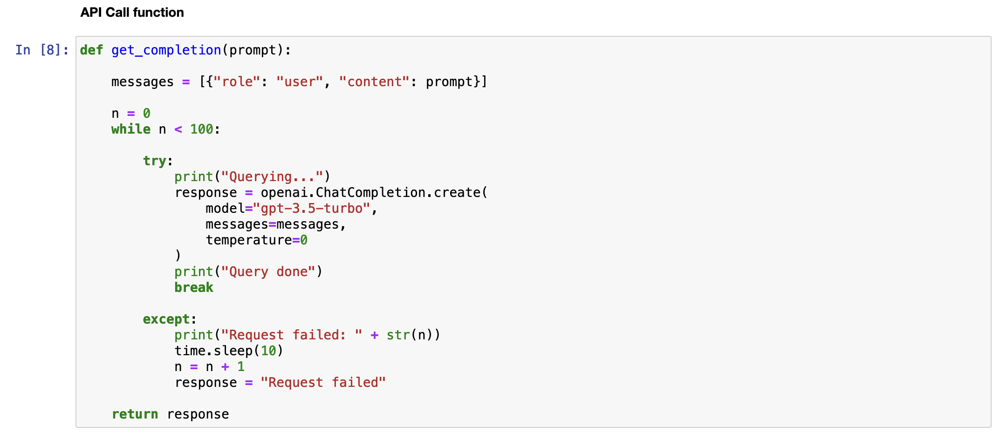 API Call function
In [8]: def get_completion(prompt):
    messages = [{"role": "user", "content": prompt}]
    n = 0
    while n < 100:
        try:
            print("Querying...")
            response = openai.ChatCompletion.create(
                model="gpt-3.5-turbo",
                messages=messages,
                temperature=0
            )
            print("Query done")
            break
        except:
            print("Request failed: " + str(n))
            time.sleep(10)
            n = n + 1
            response = "Request failed"
    return response